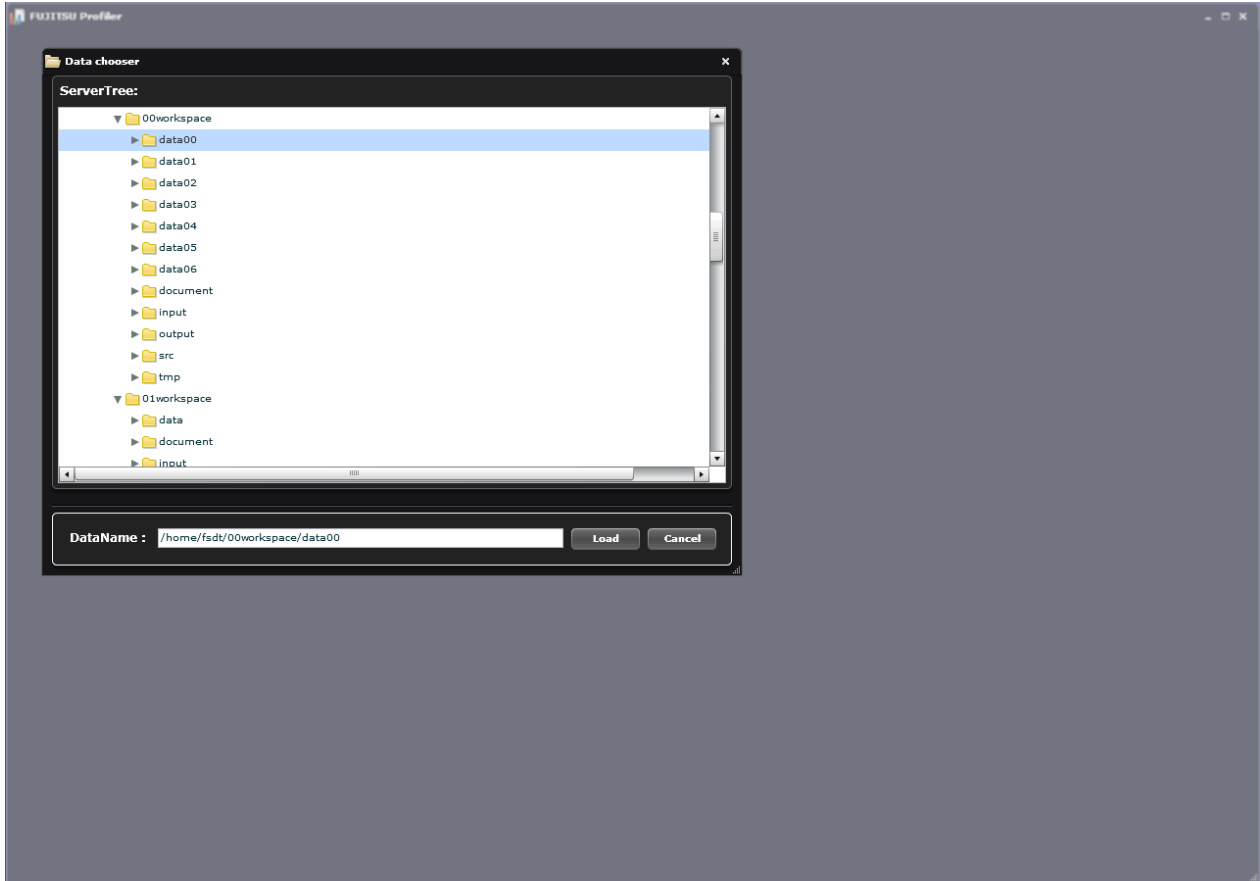 FUJITSU Profiler
Data chooser
ServerTree:
00workspace
data00
data01
data02
data03
data04
data05
data06
document
input
output
src
tmp
01workspace
data
document
input
DataName : /home/fsdt/00workspace/data00 Load Cancel